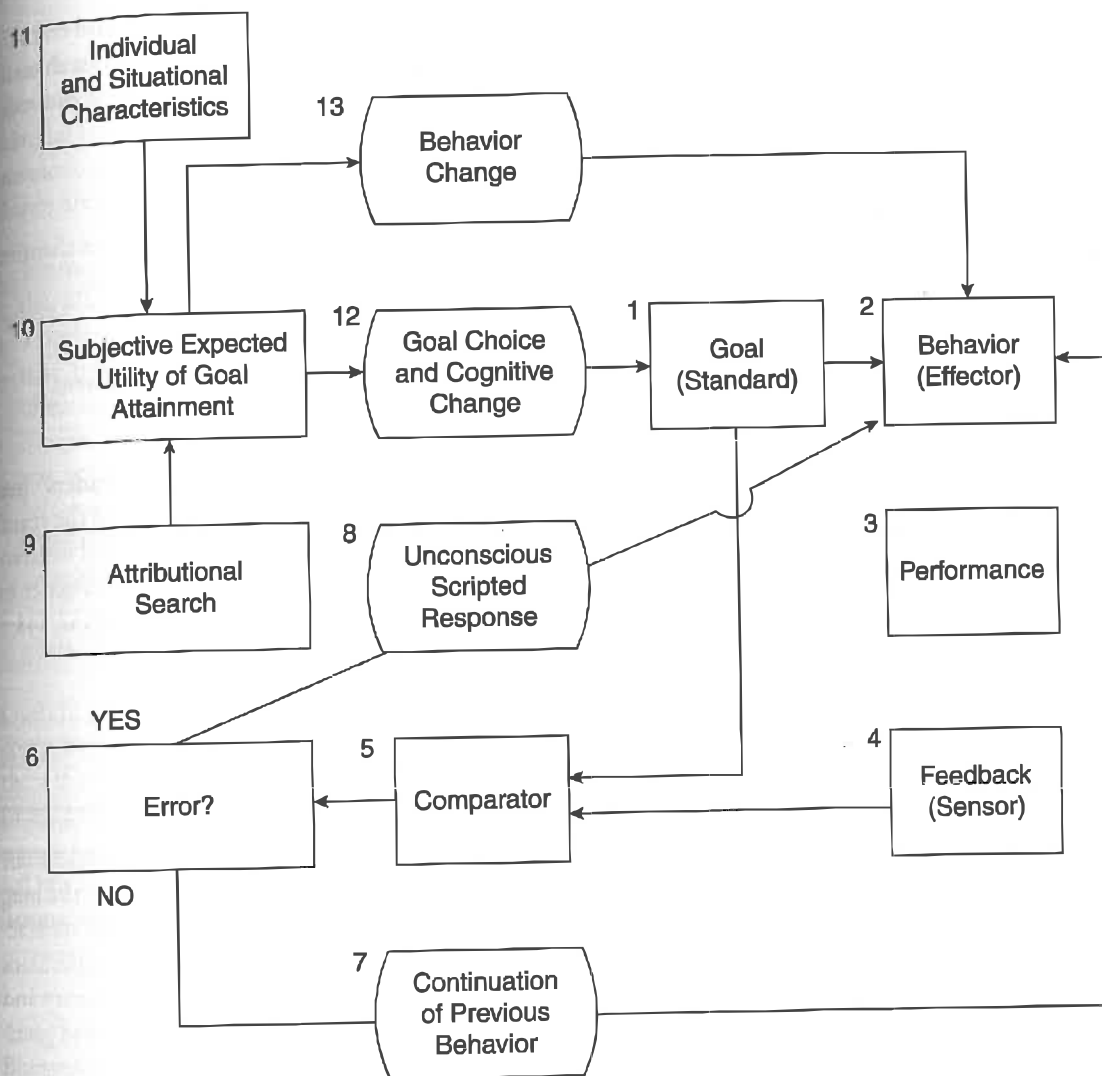 11
Individual
and Situational
Characteristics
13
Behavior
Change
10
Subjective Expected
Utility of Goal
Attainment
12
Goal Choice
and Cognitive
Change
1
Goal
(Standard)
2
Behavior
(Effector)
9
Attributional
Search
8
Unconscious
Scripted
Response
3
Performance
YES
6
Error?
NO
5
Comparator
4
Feedback
(Sensor)
7
Continuation
of Previous
Behavior